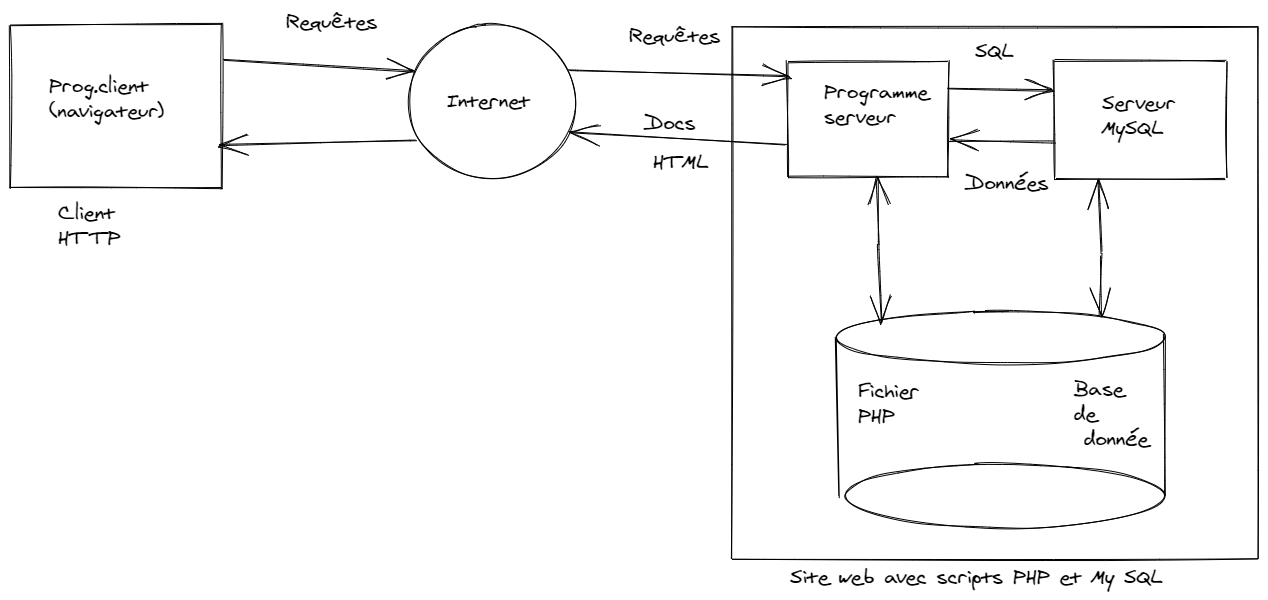 Requêtes
Requêtes
SQL
Prog.client
(navigateur)
Internet
Programme
serveur
Serveur
MySQL
Docs
HTML
Données
Client
HTTP
Fichier
PHP
Base
de
donnée
Site web avec scripts PHP et My SQL